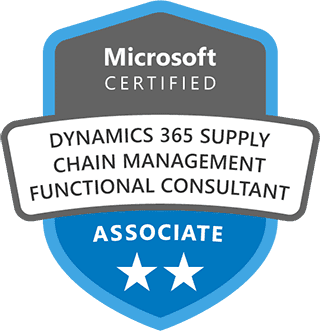 Microsoft
CERTIFIED
DYNAMICS 365 SUPPLY
CHAIN MANAGEMENT
FUNCTIONAL CONSULTANT
ASSOCIATE